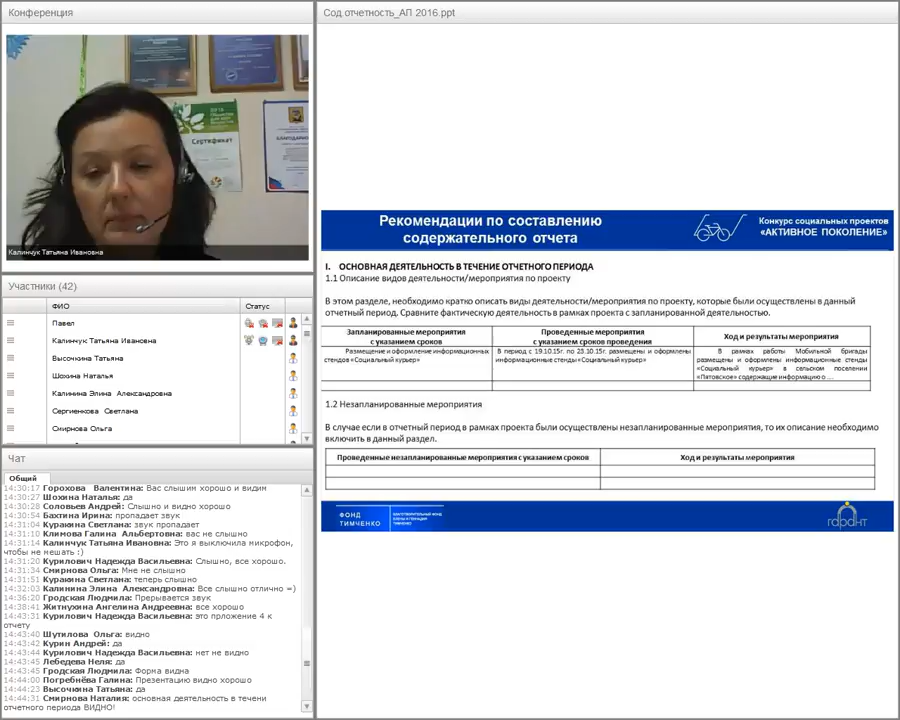 Конференция
Сертификат
Калинчук Татьяна Ивановна
Участники (42)
ФИО
Статус
Павел
Калинчук Татьяна Ивановна
Высочкина Татьяна
Шохина Наталья
Калинина Элина Александровна
Сергиенкова Светлана
Смирнова Ольга
Чат
Общий
14:30:17 Горохова Валентина: Вас слышим хорошо и видим
14:30:27 Шохина Наталья: да
14:30:28 Соловьев Андрей: Слышно и видно хорошо
14:30:54 Бахтина Ирина: пропадает звук
14:31:04 Куракина Светлана: звук пропадает
14:31:10 Климова Галина Альбертовна: вас не слышно
14:31:14 Калинчук Татьяна Ивановна: Это я выключила микрофон,
чтобы не мешать :)
14:31:20 Курилович Надежда Васильевна: Слышно, все хорошо.
14:31:34 Смирнова Ольга: Мне не слышно
14:31:51 Куракина Светлана: теперь слышно
14:32:03 Калинина Элина Александровна: Все слышно отлично =)
14:36:20 Гродская Людмила: Прерывается звук
14:38:41 Житнухина Ангелина Андреевна: все хорошо
14:43:31 Курилович Надежда Васильевна: это прложение 4 к
отчету
14:43:40 Шутилова Ольга: видно
14:43:42 Курин Андрей: да
14:43:44 Курилович Надежда Васильевна: нет не видно
14:43:45 Лебедева Неля: да
14:43:45 Гродская Людмила: Форма видна
14:44:00 Погребнёва Галина: Презентацию видно хорошо
14:44:23 Высочкина Татьяна: да
14:44:31 Смирнова Наталия: основная деятельность в течени
отчетного периода ВИДНО!
Сод.отчетность_АП 2016.ppt
Рекомендации по составлению
содержательного отчета
Конкурс социальных проектов
«АКТИВНОЕ ПОКОЛЕНИЕ»
I. ОСНОВНАЯ ДЕЯТЕЛЬНОСТЬ В ТЕЧЕНИЕ ОТЧЕТНОГО ПЕРИОДА
1.1 Описание видов деятельности/мероприятия по проекту
В этом разделе, необходимо кратко описать виды деятельности/мероприятия по проекту, которые были осуществлены в данный
отчетный период. Сравните фактическую деятельность в рамках проекта с запланированной деятельностью.
Запланированные мероприятия
с указанием сроков
Проведенные мероприятия
с указанием сроков проведения
Ход и результаты мероприятия
Размещение и оформление информационных
стендов «Социальный курьер»
В период с 19.10.15г. по 23.10.15г. размещены и оформлены
информационные стенды «Социальный курьер»
В рамках работы Мобильной бригады
размещены и оформлены информационные стенды
«Социальный курьер» в сельском поселении
«Пятовское» содержащие информацию о ....
1.2 Незапланированные мероприятия
В случае если в отчетный период в рамках проекта были осуществлены незапланированные мероприятия, то их описание необходимо
включить в данный раздел.
Проведенные незапланированные мероприятия с указанием сроков
Ход и результаты мероприятия
ФОНД
ТИМЧЕНКО
БЛАГОТВОРИТЕЛЬНЫЙ ФОНД
ЕЛЕНЫ И ГЕННАДИЯ
ТИМЧЕНКО
гарант